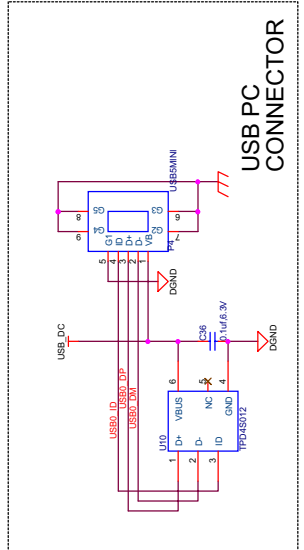 USB PC
CONNECTOR
USB5MINI
P4
G5
G4
G3
G2
8
9
6
7
G1
ID
D+
D-
VB
5
4
3
2
1
DGND
USB_DC
USB0_ID
USB0_DP
USB0_DM
C36
0.1uf,6.3V
DGND
U10
TPD4S012
VBUS
NC
GND
6
5
4
D+
D-
ID
1
2
3